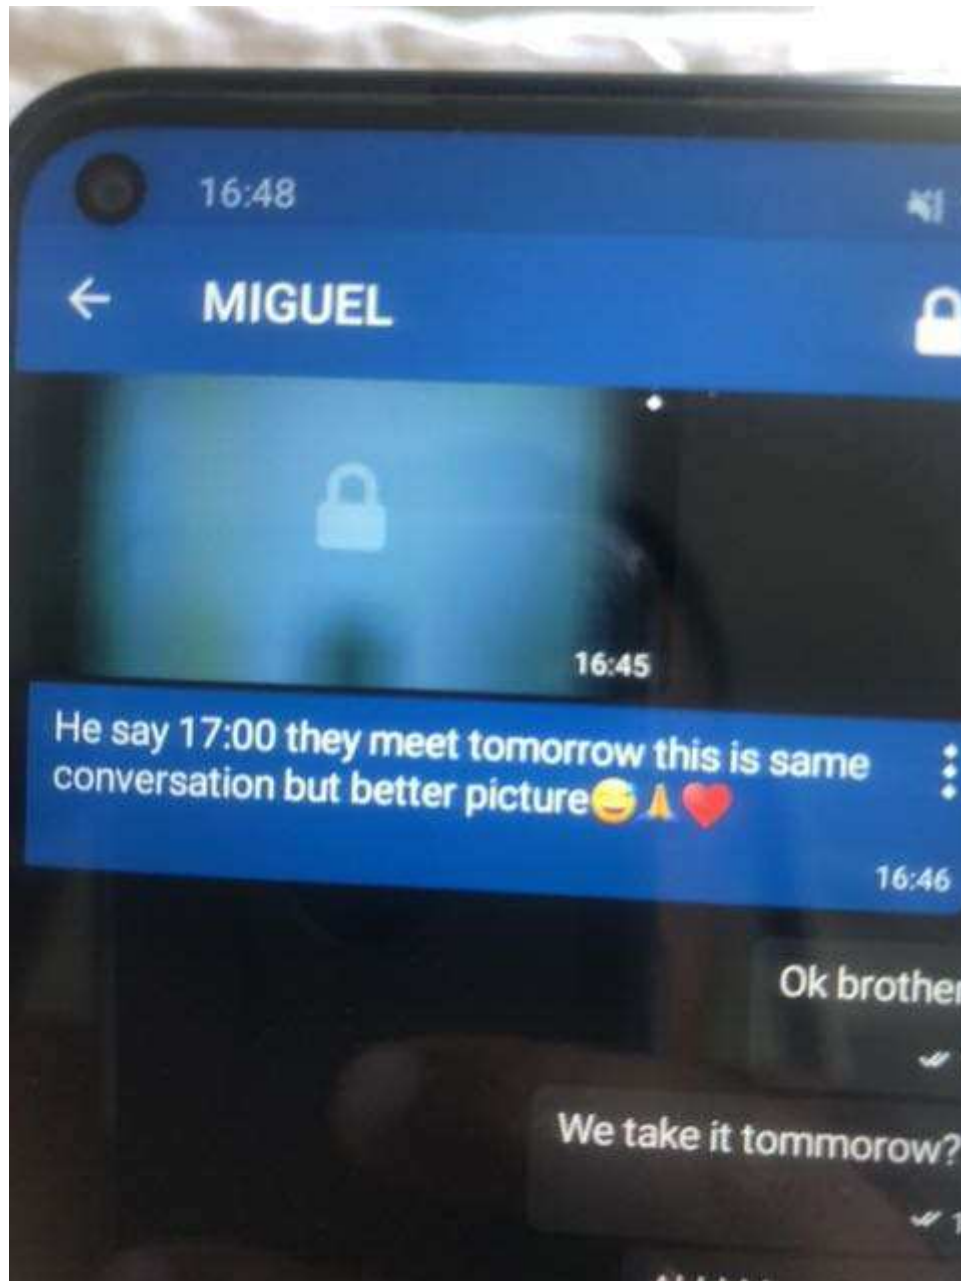 16:48
MIGUEL
16:45
He say 17:00 they meet tomorrow this is same
conversation but better picture😅🙏❤️
16:46
Ok brother
We take it tommorow?